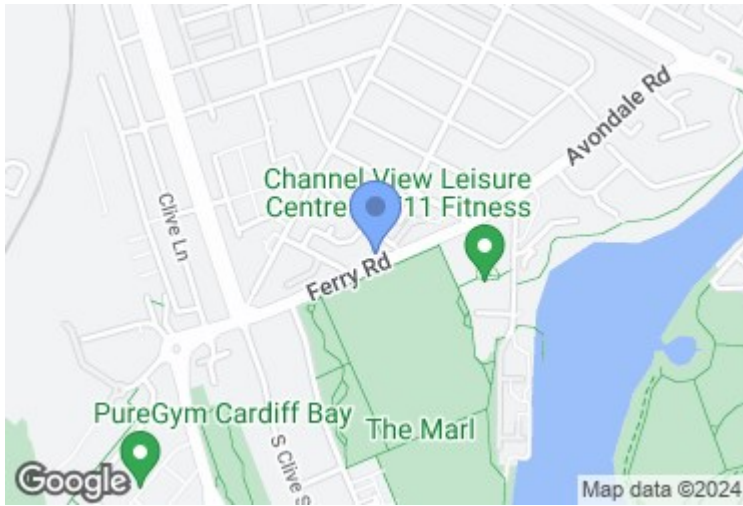 Avondale Rd
Channel View Leisure
Centre
11 Fitness
Clive Ln
Ferry Rd
PureGym Cardiff Bay
The Marl
S Clive S
Google
Map data ©2024